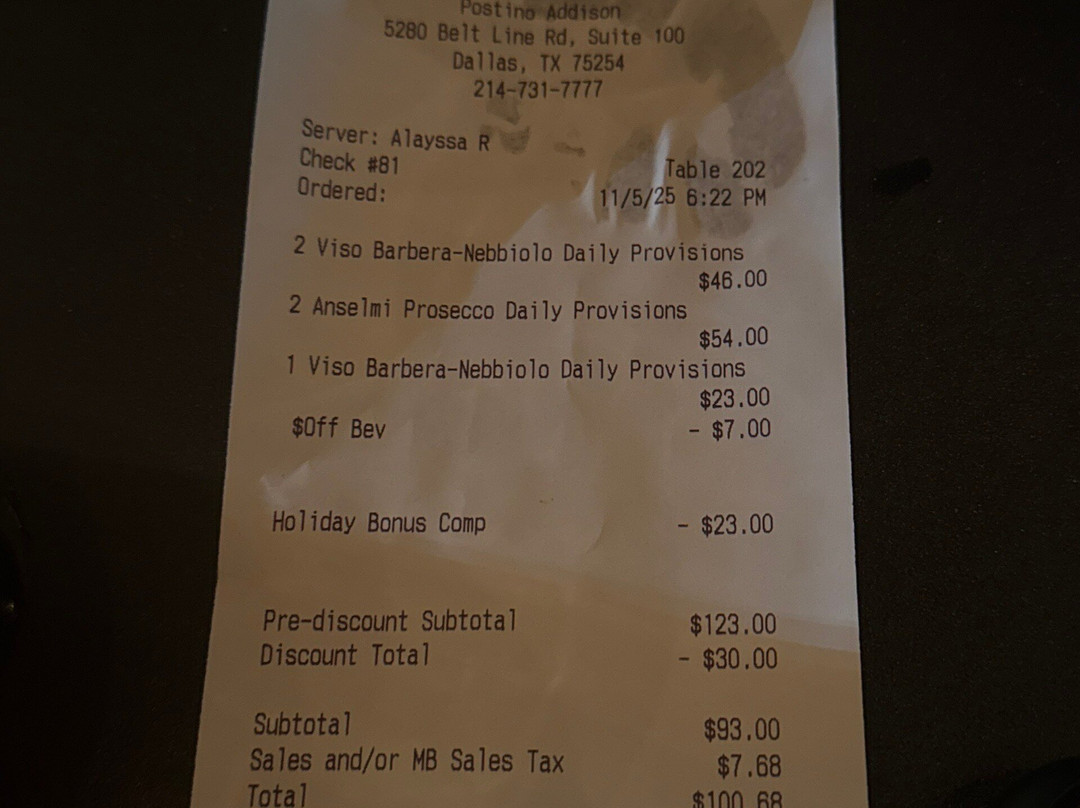 Postino Addison
5280 Belt Line Rd, Suite 100
Dallas, TX 75254
214-731-7777
Server: Alayssa R
Check #81
Table 202
Ordered:
11/5/25 6:22 PM
2 Viso Barbera-Nebbiolo Daily Provisions
$46.00
2 Anselmi Prosecco Daily Provisions
$54.00
1 Viso Barbera-Nebbiolo Daily Provisions
$23.00
$Off Bev - $7.00
Holiday Bonus Comp - $23.00
Pre-discount Subtotal $123.00
Discount Total - $30.00
Subtotal $93.00
Sales and/or MB Sales Tax $7.68
Total $100.68